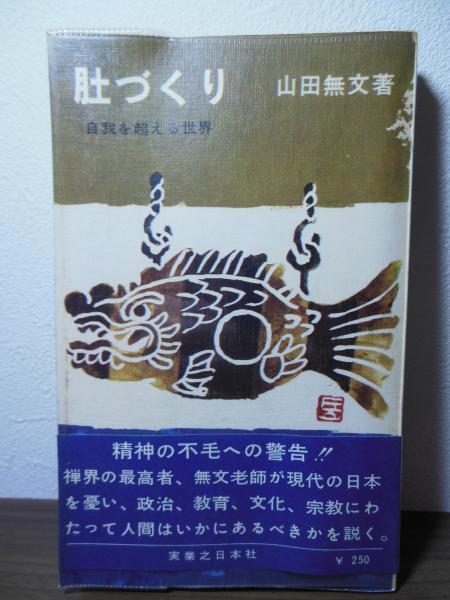 肚づくり
山田無文著
自我を超える世界
精神の不毛への警告!!
禅界の最高者、無文老師が現代の日本
を憂い、政治、教育、文化、宗教にわ
たって人間はいかにあるべきかを説く。
実業之日本社
¥ 250